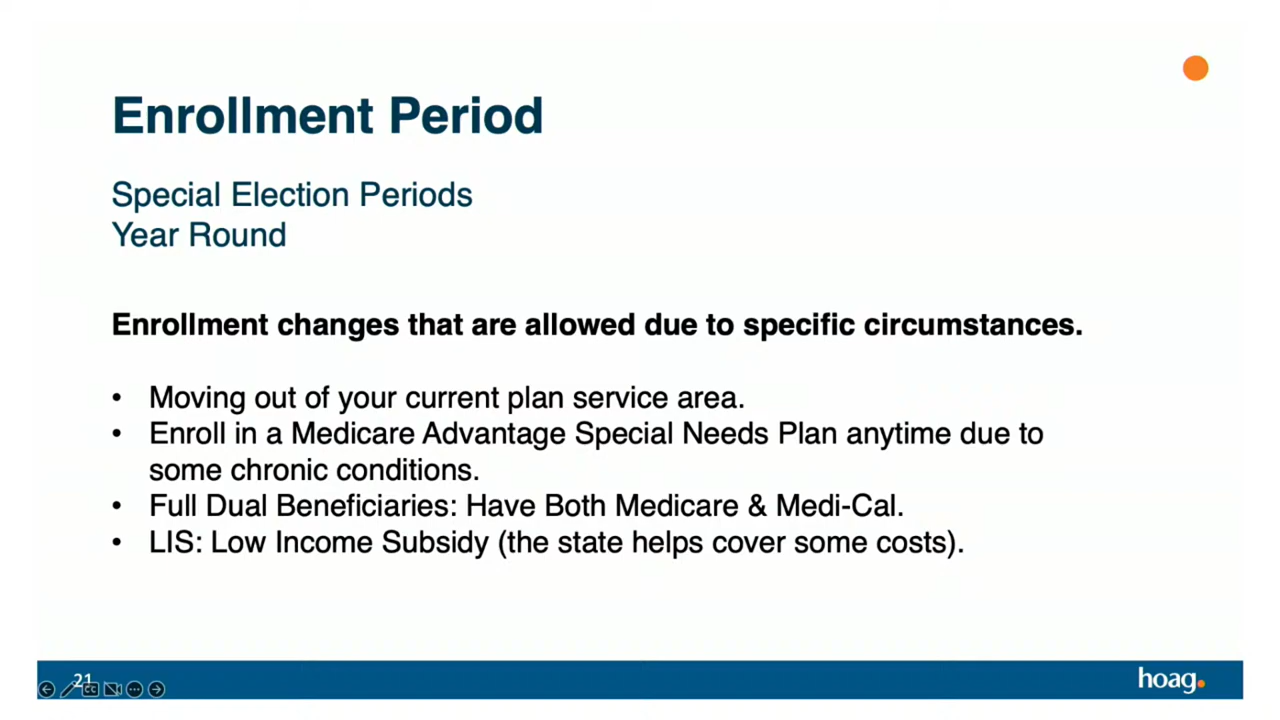 Enrollment Period
Special Election Periods
Year Round
Enrollment changes that are allowed due to specific circumstances.
• Moving out of your current plan service area.
• Enroll in a Medicare Advantage Special Needs Plan anytime due to
some chronic conditions.
• Full Dual Beneficiaries: Have Both Medicare & Medi-Cal.
• LIS: Low Income Subsidy (the state helps cover some costs).
21
CC
hoag.